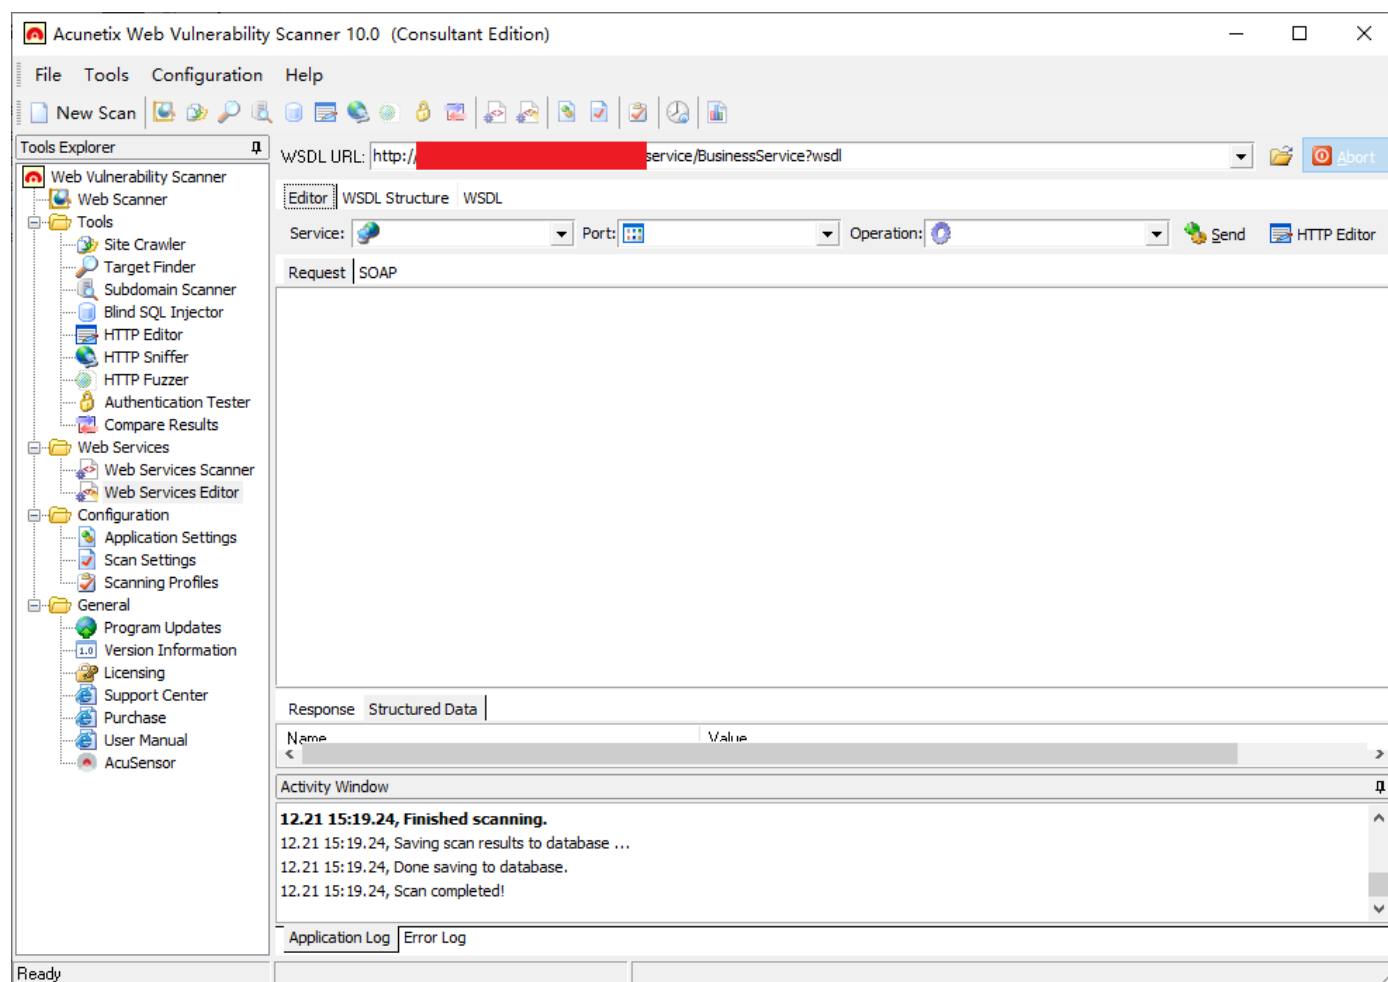 Acunetix Web Vulnerability Scanner 10.0 (Consultant Edition)
File Tools Configuration Help
New Scan
Tools Explorer
Web Vulnerability Scanner
Web Scanner
Tools
Site Crawler
Target Finder
Subdomain Scanner
Blind SQL Injector
HTTP Editor
HTTP Sniffer
HTTP Fuzzer
Authentication Tester
Compare Results
Web Services
Web Services Scanner
Web Services Editor
Configuration
Application Settings
Scan Settings
Scanning Profiles
General
Program Updates
1.0 Version Information
Licensing
Support Center
Purchase
User Manual
AcuSensor
WSDL URL: http:// service/BusinessService?wsdl
Abort
Editor WSDL Structure WSDL
Service: Port: Operation: Send HTTP Editor
Request SOAP
Response Structured Data
Name Value
Activity Window
12.21 15:19.24, Finished scanning.
12.21 15:19.24, Saving scan results to database ...
12.21 15:19.24, Done saving to database.
12.21 15:19.24, Scan completed!
Application Log Error Log
Ready